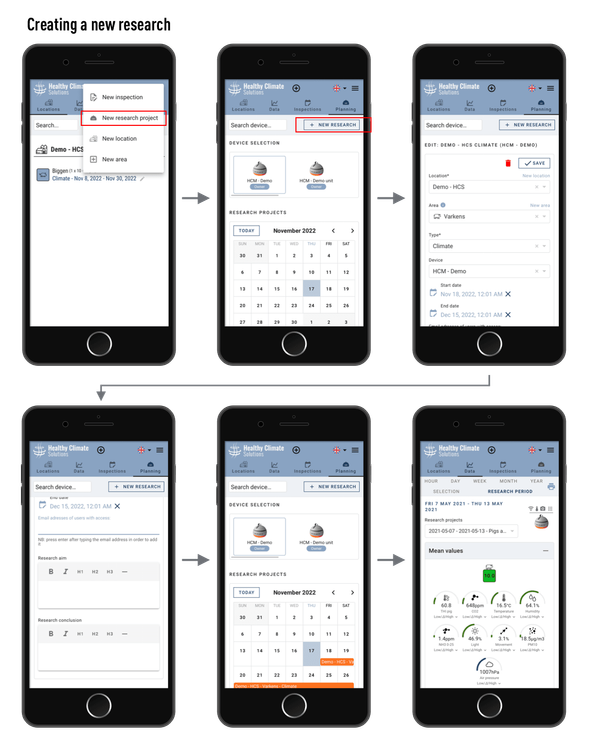 Creating a new research
Healthy Climate
Solutions
Locations
New inspection
New research project
New location
New area
Search...
Demo - HCS
Biggen
Climate - Nov 8, 2022 - Nov 30, 2022
Healthy Climate
Solutions
Locations Data Inspections Planning
Search device...
+ NEW RESEARCH
DEVICE SELECTION
HCM - Demo
Owner
HCM - Demo unit
Owner
RESEARCH PROJECTS
TODAY November 2022 < >
SUN MON TUE WED THU FRI SAT
30 31 1 2 3 4 5
6 7 8 9 10 11 12
13 14 15 16 17 18 19
20 21 22 23 24 25 26
27 28 29 30 1 2 3
Healthy Climate
Solutions
Locations Data Inspections Planning
Search device...
+ NEW RESEARCH
EDIT: DEMO - HCS CLIMATE (HCM - DEMO)
SAVE
Location* New location
Demo - HCS
Area New area
Varkens
Type*
Climate
Device
HCM - Demo
Start date
Nov 18, 2022, 12:01 AM
End date
Dec 15, 2022, 12:01 AM
Healthy Climate
Solutions
Locations Data Inspections Planning
Search device...
+ NEW RESEARCH
End date
Dec 15, 2022, 12:01 AM
Email adresses of users with access
NB: press enter after typing the email address in order to add
it
Research aim
B I H1 H2 H3
Research conclusion
B I H1 H2 H3
Healthy Climate
Solutions
Locations Data Inspections Planning
Search device...
+ NEW RESEARCH
DEVICE SELECTION
HCM - Demo
Owner
HCM - Demo unit
Owner
RESEARCH PROJECTS
TODAY November 2022 < >
SUN MON TUE WED THU FRI SAT
30 31 1 2 3 4 5
6 7 8 9 10 11 12
13 14 15 16 17 18 19
Demo - HCS - Va
20 21 22 23 24 25 26
Demo - HCS - Varkens - Climate
Healthy Climate
Solutions
Locations Data Inspections Planning
HOUR DAY WEEK MONTH YEAR
SELECTION RESEARCH PERIOD
FRI 7 MAY 2021 - THU 13 MAY
2021
Research projects
2021-05-07 - 2021-05-13 - Pigs a...
Mean values
10.0
60.8 648ppm 16.5°C 64.1%
THI pig CO2 Temperature Humidity
1.4ppm 46.9% 3.1% 18.5µg/m3
Light Movement PM10
1007hPa
Air pressure